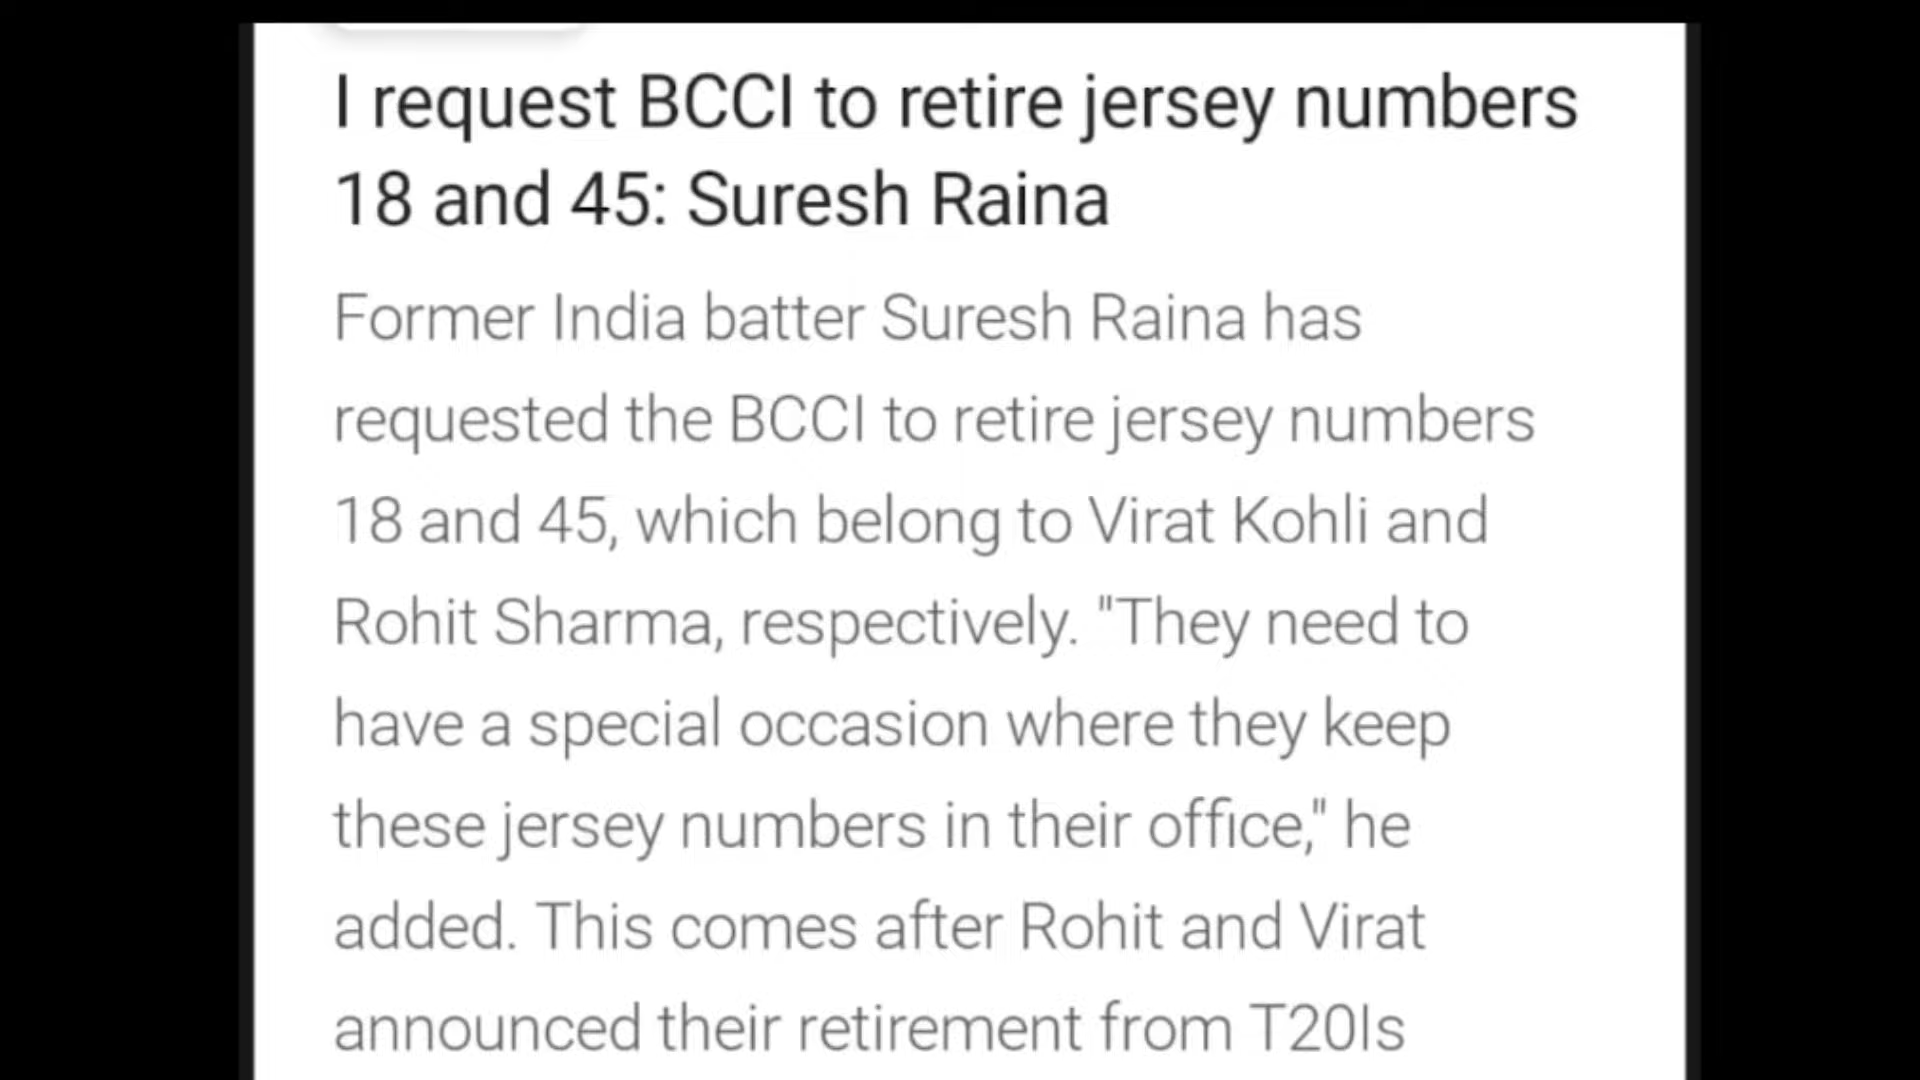 I request BCCI to retire jersey numbers
18 and 45: Suresh Raina
Former India batter Suresh Raina has
requested the BCCI to retire jersey numbers
18 and 45, which belong to Virat Kohli and
Rohit Sharma, respectively. "They need to
have a special occasion where they keep
these jersey numbers in their office," he
added. This comes after Rohit and Virat
announced their retirement from T20Is